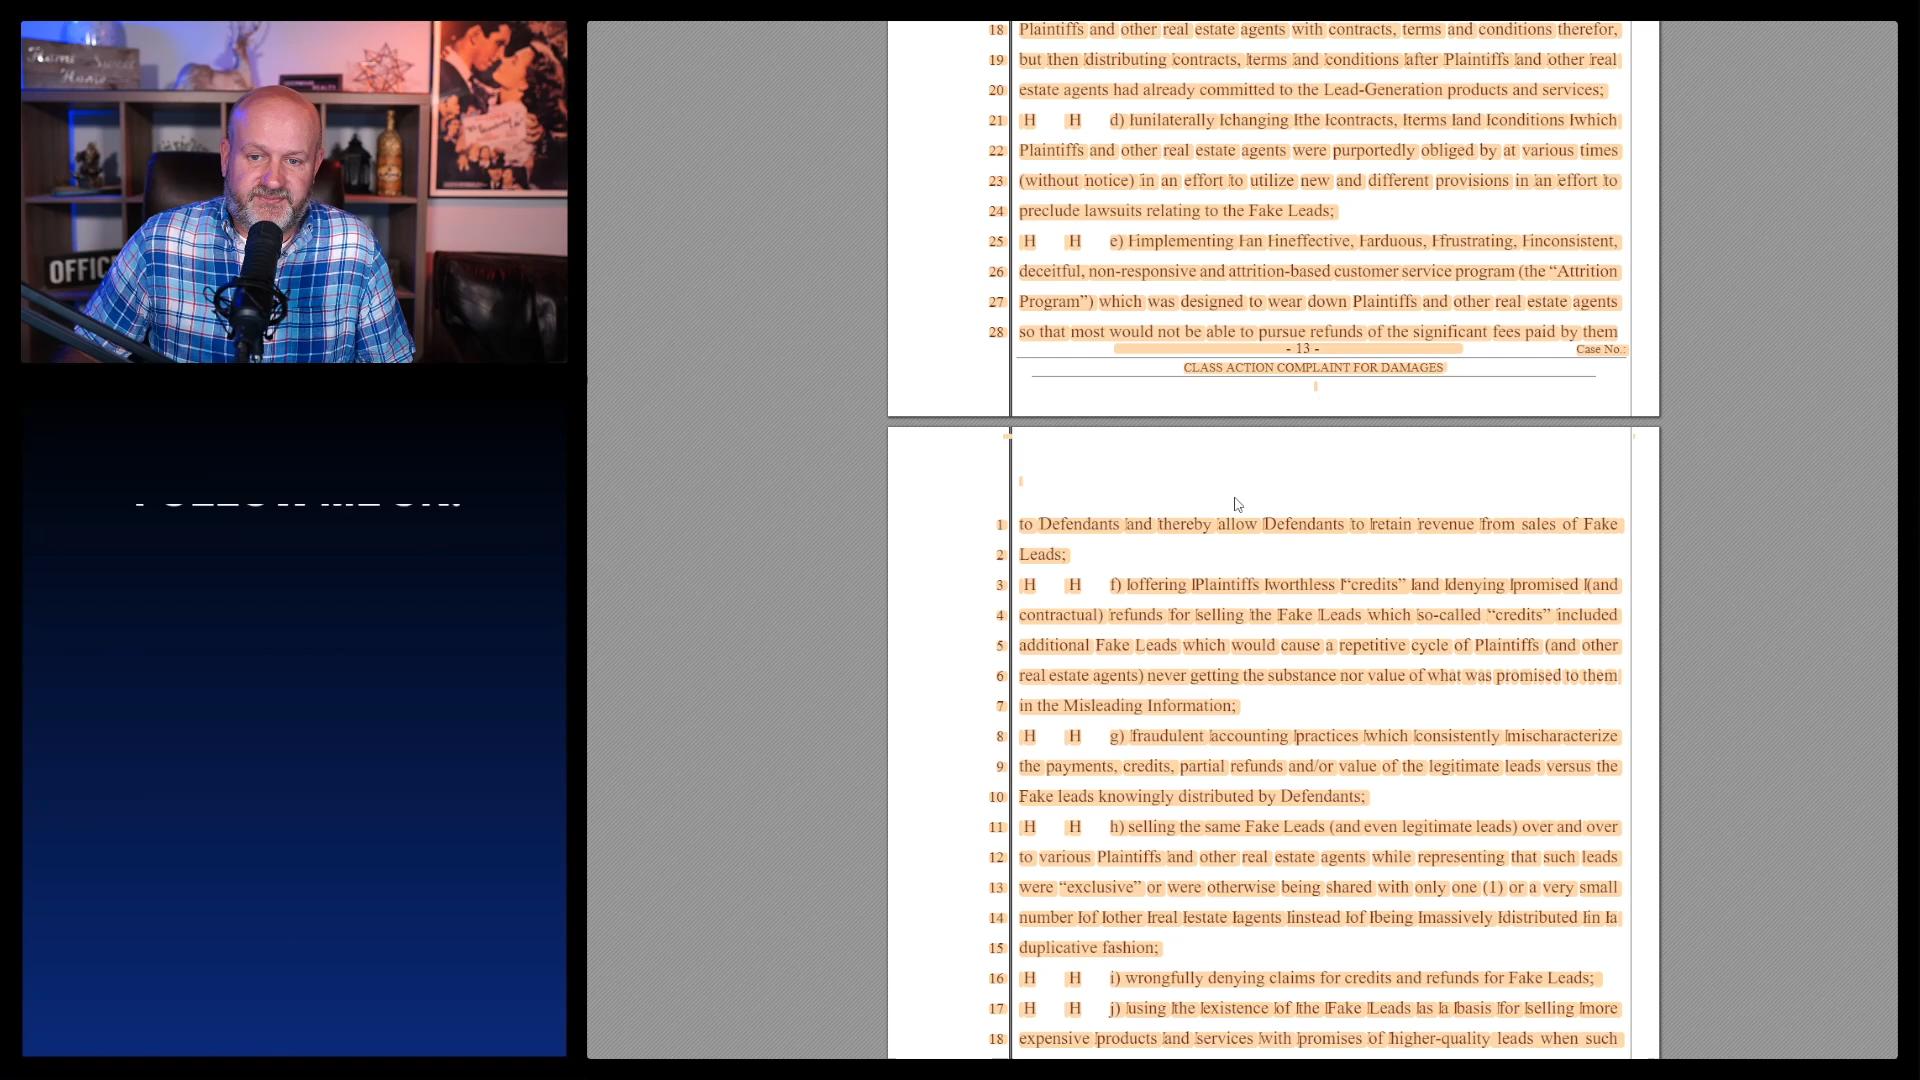 Home Sweet
Home
OFFIC
FOLLOW ME ON:
18 Plaintiffs and other real estate agents with contracts, terms and conditions therefor,
19 but then distributing contracts, terms and conditions after Plaintiffs and other real
20 estate agents had already committed to the Lead-Generation products and services;
21 H H d) unilaterally changing the contracts, terms and conditions which
22 Plaintiffs and other real estate agents were purportedly obliged by at various times
23 (without notice) in an effort to utilize new and different provisions in an effort to
24 preclude lawsuits relating to the Fake Leads;
25 H H e) implementing an ineffective, arduous, frustrating, inconsistent,
26 deceitful, non-responsive and attrition-based customer service program (the “Attrition
27 Program”) which was designed to wear down Plaintiffs and other real estate agents
28 so that most would not be able to pursue refunds of the significant fees paid by them
- 13 - Case No.:
CLASS ACTION COMPLAINT FOR DAMAGES
1 to Defendants and thereby allow Defendants to retain revenue from sales of Fake
2 Leads;
3 H H f) offering Plaintiffs worthless “credits” and denying promised (and
4 contractual) refunds for selling the Fake Leads which so-called “credits” included
5 additional Fake Leads which would cause a repetitive cycle of Plaintiffs (and other
6 real estate agents) never getting the substance nor value of what was promised to them
7 in the Misleading Information;
8 H H g) fraudulent accounting practices which consistently mischaracterize
9 the payments, credits, partial refunds and/or value of the legitimate leads versus the
10 Fake leads knowingly distributed by Defendants;
11 H H h) selling the same Fake Leads (and even legitimate leads) over and over
12 to various Plaintiffs and other real estate agents while representing that such leads
13 were “exclusive” or were otherwise being shared with only one (1) or a very small
14 number of other real estate agents instead of being massively distributed in a
15 duplicative fashion;
16 H H i) wrongfully denying claims for credits and refunds for Fake Leads;
17 H H j) using the existence of the Fake Leads as a basis for selling more
18 expensive products and services with promises of higher-quality leads when such